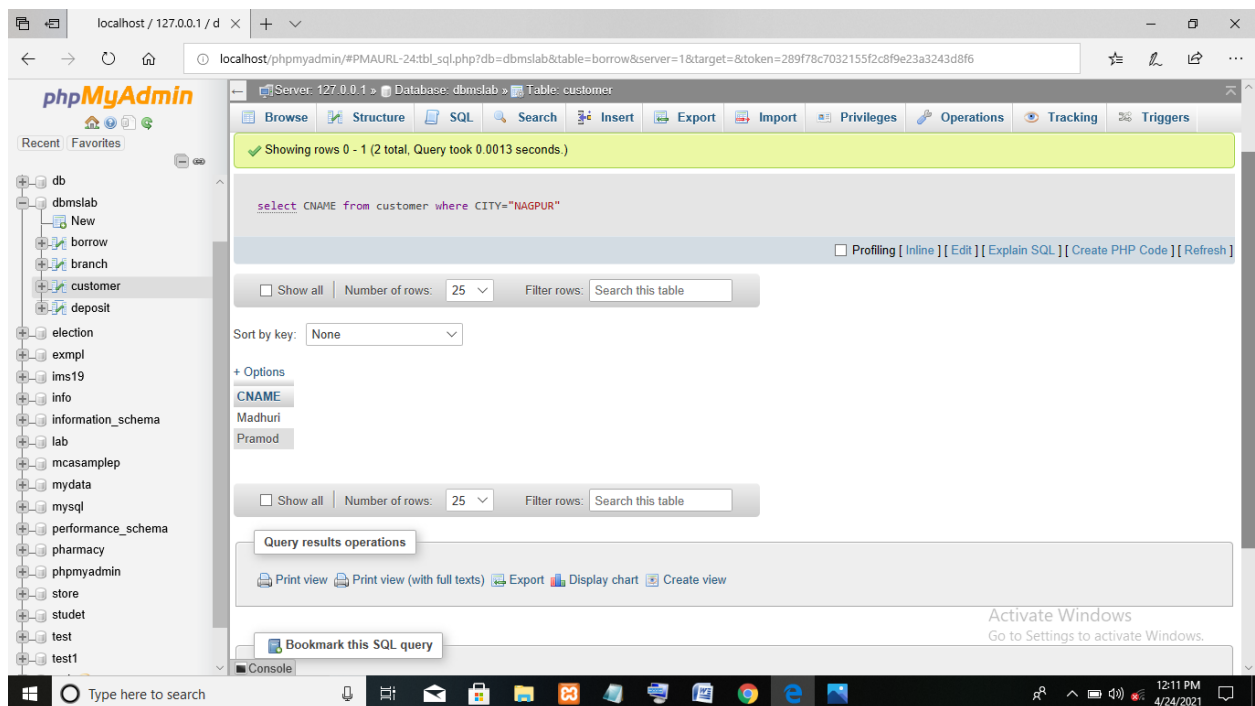 localhost / 127.0.0.1 / d
localhost/phpmyadmin/#PMAURL-24:tbl_sql.php?db=dbmslab&table=borrow&server=1&target=&token=289f78c7032155f2c8f9e23a3243d8f6
phpMyAdmin
Recent Favorites
db
dbmslab
New
borrow
branch
customer
deposit
election
exmpl
ims19
info
information_schema
lab
mcasamplep
mydata
mysql
performance_schema
pharmacy
phpmyadmin
store
studet
test
test1
Server: 127.0.0.1 » Database: dbmslab » Table: customer
Browse Structure SQL Search Insert Export Import Privileges Operations Tracking Triggers
Showing rows 0 - 1 (2 total, Query took 0.0013 seconds.)
select CNAME from customer where CITY="NAGPUR"
Profiling [ Inline ] [ Edit ] [ Explain SQL ] [ Create PHP Code ] [ Refresh ]
Show all Number of rows: 25 Filter rows: Search this table
Sort by key: None
+ Options
CNAME
Madhuri
Pramod
Show all Number of rows: 25 Filter rows: Search this table
Query results operations
Print view Print view (with full texts) Export Display chart Create view
Bookmark this SQL query
Console
Activate Windows
Go to Settings to activate Windows.
Type here to search
12:11 PM
4/24/2021